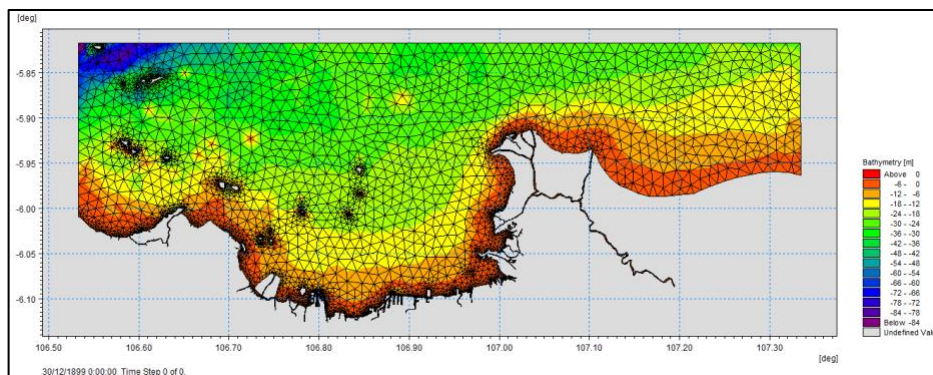 [deg]
-5.85
-5.90
-5.95
-6.00
-6.05
-6.10
106.50 106.60 106.70 106.80 106.90 107.00 107.10 107.20 107.30
[deg]
30/12/1899 0:00:00 Time Step 0 of 0.
Bathymetry [m]
Above 0
-6 - 0
-12 - -6
-18 - -12
-24 - -18
-30 - -24
-36 - -30
-42 - -36
-48 - -42
-54 - -48
-60 - -54
-66 - -60
-72 - -66
-78 - -72
-84 - -78
Below -84
Undefined Val